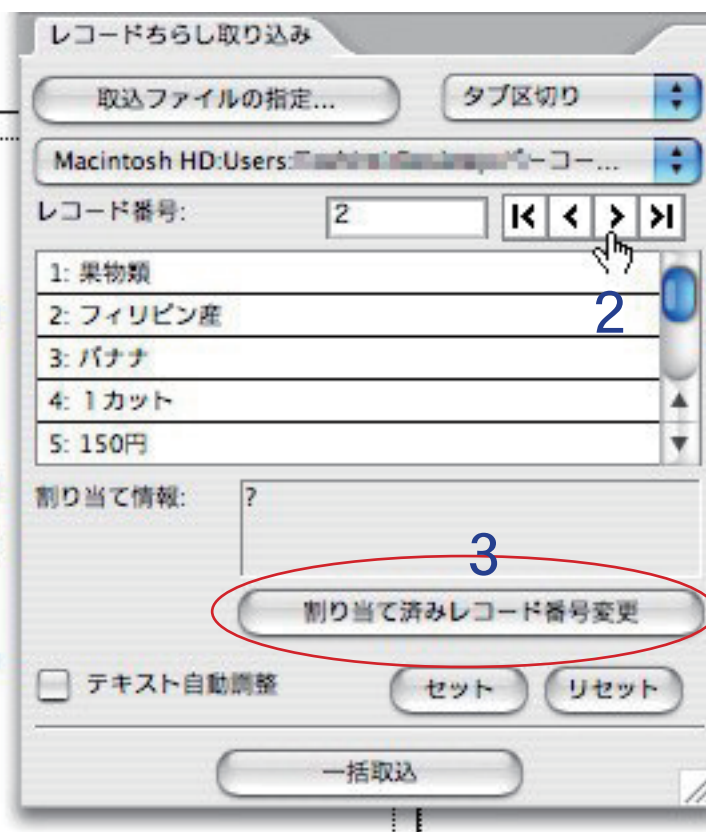 レコードちらし取り込み
取込ファイルの指定... タブ区切り
Macintosh HD:Users: ーコー...
レコード番号: 2
2
1: 果物類
2: フィリピン産
3: バナナ
4: 1カット
5: 150円
割り当て情報: ?
3
割り当て済みレコード番号変更
テキスト自動調整 セット リセット
一括取込